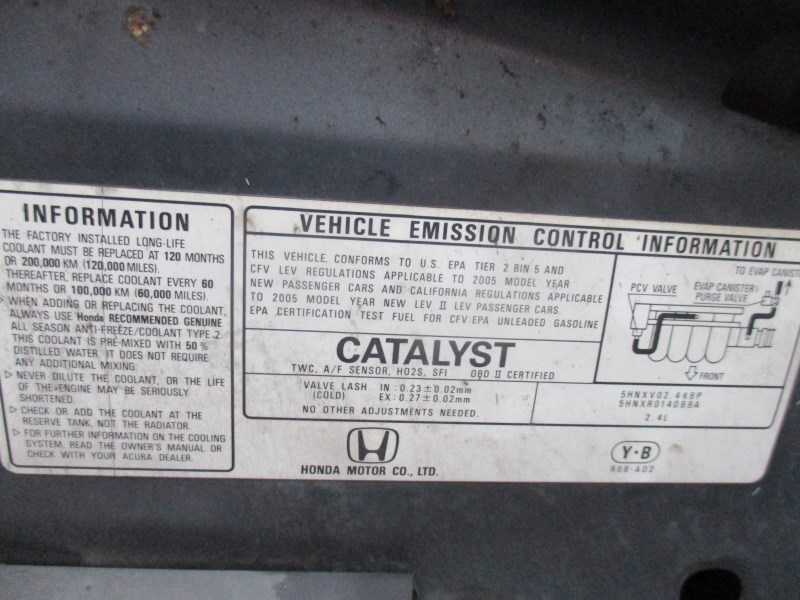 INFORMATION
THE FACTORY INSTALLED LONG-LIFE
COOLANT MUST BE REPLACED AT 120 MONTHS
OR 200,000 KM (120,000 MILES).
THEREAFTER, REPLACE COOLANT EVERY 60
MONTHS OR 100,000 KM (60,000 MILES).
▷ WHEN ADDING OR REPLACING THE COOLANT,
ALWAYS USE Honda RECOMMENDED GENUINE
ALL SEASON ANTI-FREEZE/COOLANT TYPE 2.
THIS COOLANT IS PRE-MIXED WITH 50 %
DISTILLED WATER. IT DOES NOT REQUIRE
ANY ADDITIONAL MIXING.
▷ NEVER DILUTE THE COOLANT, OR THE LIFE
OF THE ENGINE MAY BE SERIOUSLY
SHORTENED.
▷ CHECK OR ADD THE COOLANT AT THE
RESERVE TANK, NOT THE RADIATOR.
▷ FOR FURTHER INFORMATION ON THE COOLING
SYSTEM, READ THE OWNER'S MANUAL OR
CHECK WITH YOUR ACURA DEALER.
VEHICLE EMISSION CONTROL INFORMATION
THIS VEHICLE CONFORMS TO U.S. EPA TIER 2 BIN 5 AND
CFV LEV REGULATIONS APPLICABLE TO 2005 MODEL YEAR
NEW PASSENGER CARS AND CALIFORNIA REGULATIONS APPLICABLE
TO 2005 MODEL YEAR NEW LEV II LEV PASSENGER CARS.
EPA CERTIFICATION TEST FUEL FOR CFV:EPA UNLEADED GASOLINE
CATALYST
TWC, A/F SENSOR, HO2S, SFI OBD II CERTIFIED
VALVE LASH IN : 0.23±0.02mm
(COLD) EX : 0.27±0.02mm
NO OTHER ADJUSTMENTS NEEDED.
TO EVAP CANISTE
PCV VALVE
EVAP CANISTER
PURGE VALVE
FRONT
5HNXV02.4KBP
5HNXR0140BBA
2.4L
HONDA MOTOR CO., LTD.
Y·B
RBB-A02